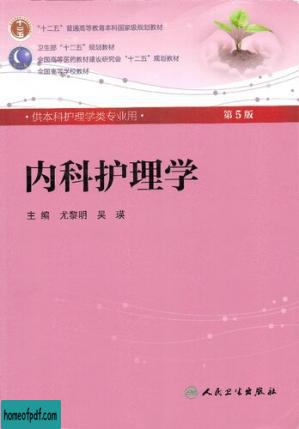 “十二五”普通高等教育本科国家级规划教材
卫生部“十二五”规划教材
全国高等医药教材建设研究会“十二五”规划教材
全国高等学校教材
供本科护理学类专业用
第5版
内科护理学
主编 尤黎明 吴瑛
人民卫生出版社
homeofpdf.com